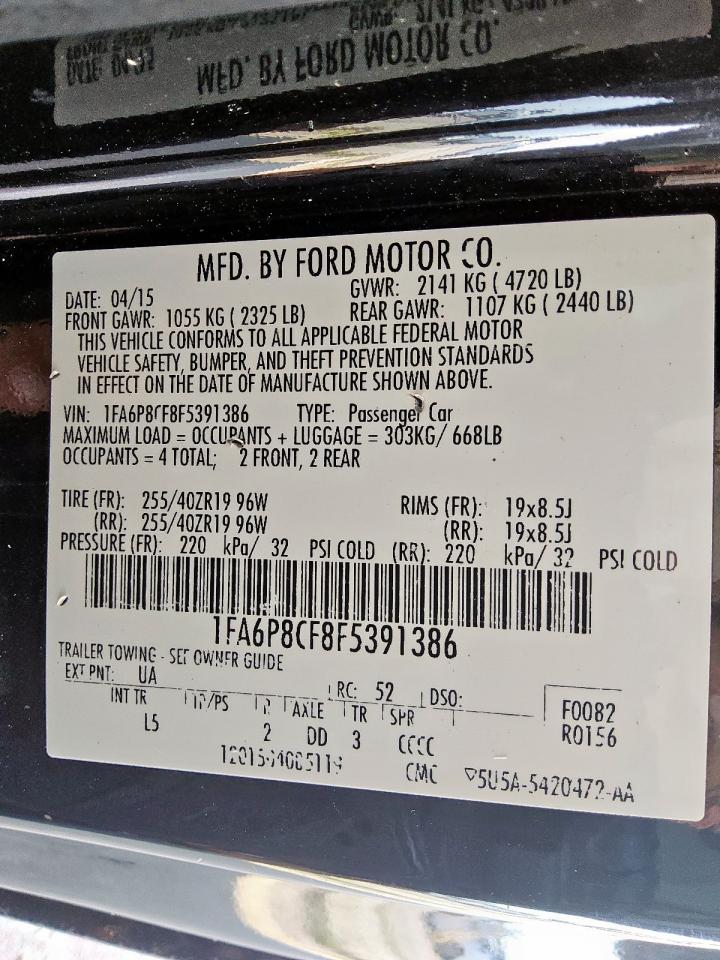 MFD. BY FORD MOTOR CO.
MFD. BY FORD MOTOR CO.
DATE: 04/15 GVWR: 2141 KG ( 4720 LB)
FRONT GAWR: 1055 KG ( 2325 LB) REAR GAWR: 1107 KG ( 2440 LB)
THIS VEHICLE CONFORMS TO ALL APPLICABLE FEDERAL MOTOR
VEHICLE SAFETY, BUMPER, AND THEFT PREVENTION STANDARDS
IN EFFECT ON THE DATE OF MANUFACTURE SHOWN ABOVE.
VIN: 1FA6P8CF8F5391386 TYPE: Passenger Car
MAXIMUM LOAD = OCCUPANTS + LUGGAGE = 303KG/ 668LB
OCCUPANTS = 4 TOTAL; 2 FRONT, 2 REAR
TIRE (FR): 255/40ZR19 96W RIMS (FR): 19x8.5J
(RR): 255/40ZR19 96W (RR): 19x8.5J
PRESSURE (FR): 220 kPa/ 32 PSI COLD (RR): 220 kPa/ 32 PSI COLD
1FA6P8CF8F5391386
TRAILER TOWING - SEE OWNER GUIDE
EXT PNT: UA RC: 52 DSO:
INT TR TP/PS R AXLE TR SPR F0082
L5 2 DD 3 CCCC R0156
CMC 5U5A-5420472-AA